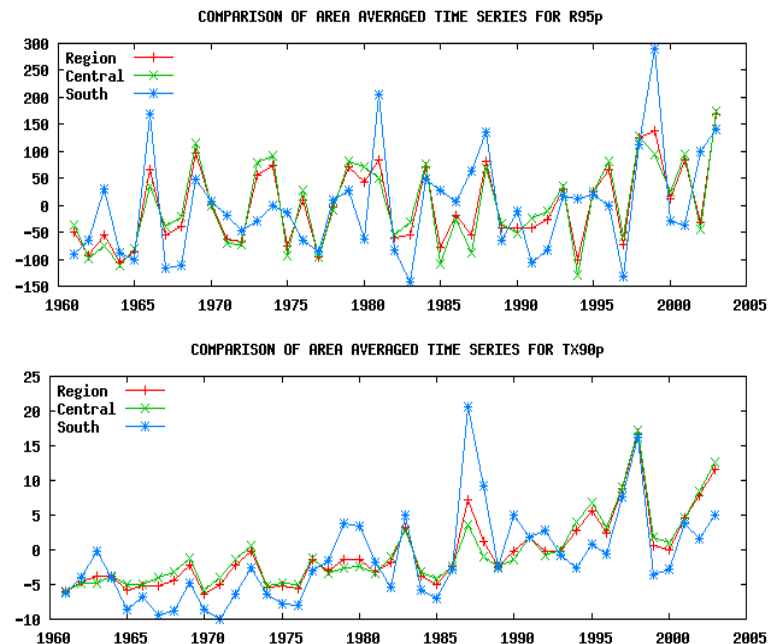 COMPARISON OF AREA AVERAGED TIME SERIES FOR R95p
300
250
200
150
100
50
0
-50
-100
-150
Region
Central
South
1960 1965 1970 1975 1980 1985 1990 1995 2000 2005
COMPARISON OF AREA AVERAGED TIME SERIES FOR TX90p
25
20
15
10
5
0
-5
-10
Region
Central
South
1960 1965 1970 1975 1980 1985 1990 1995 2000 2005